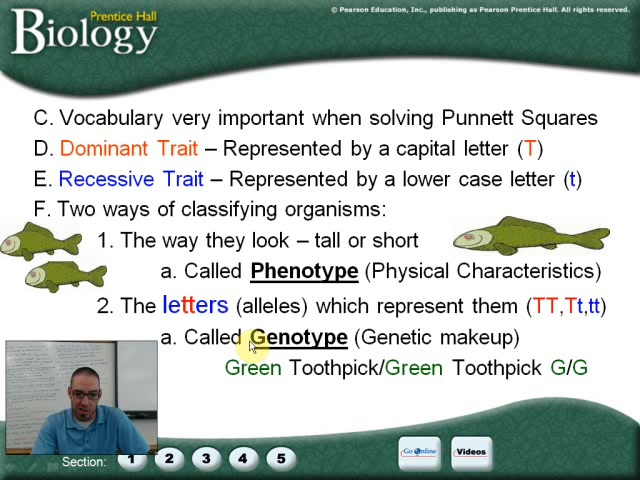 © Pearson Education, Inc., publishing as Pearson Prentice Hall. All rights reserved.
Prentice Hall
Biology
C. Vocabulary very important when solving Punnett Squares
D. Dominant Trait – Represented by a capital letter (T)
E. Recessive Trait – Represented by a lower case letter (t)
F. Two ways of classifying organisms:
1. The way they look – tall or short
a. Called Phenotype (Physical Characteristics)
2. The letters (alleles) which represent them (TT,Tt,tt)
a. Called Genotype (Genetic makeup)
Green Toothpick/Green Toothpick G/G
Section: 1 2 3 4 5
Go Online
Videos